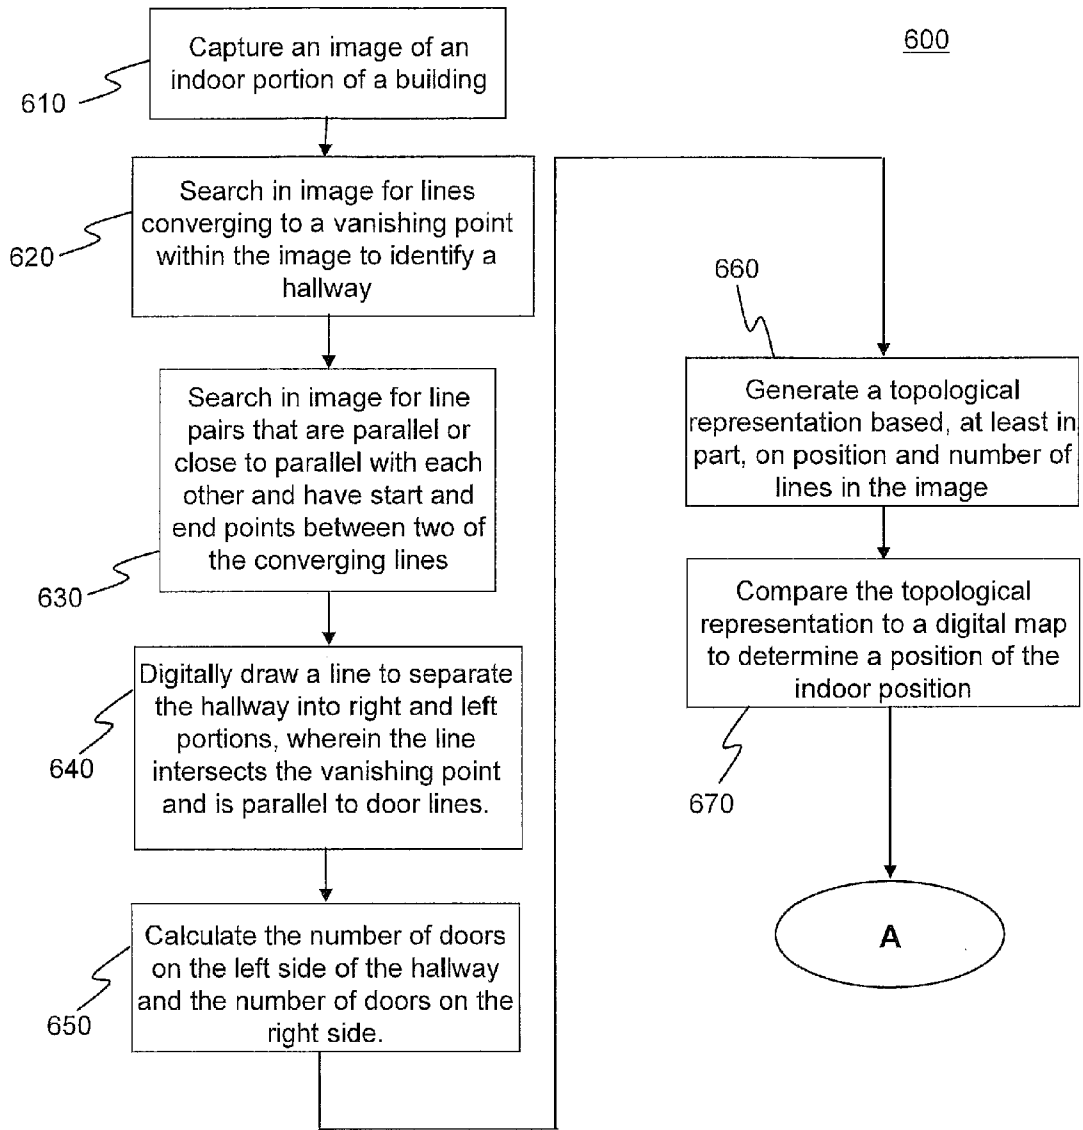 600
Capture an image of an
indoor portion of a building
610
Search in image for lines
converging to a vanishing point
within the image to identify a
hallway
620
Search in image for line
pairs that are parallel or
close to parallel with each
other and have start and
end points between two of
the converging lines
630
Digitally draw a line to separate
the hallway into right and left
portions, wherein the line
intersects the vanishing point
and is parallel to door lines.
640
Calculate the number of doors
on the left side of the hallway
and the number of doors on the
right side.
650
660
Generate a topological
representation based, at least in
part, on position and number of
lines in the image
Compare the topological
representation to a digital map
to determine a position of the
indoor position
670
A